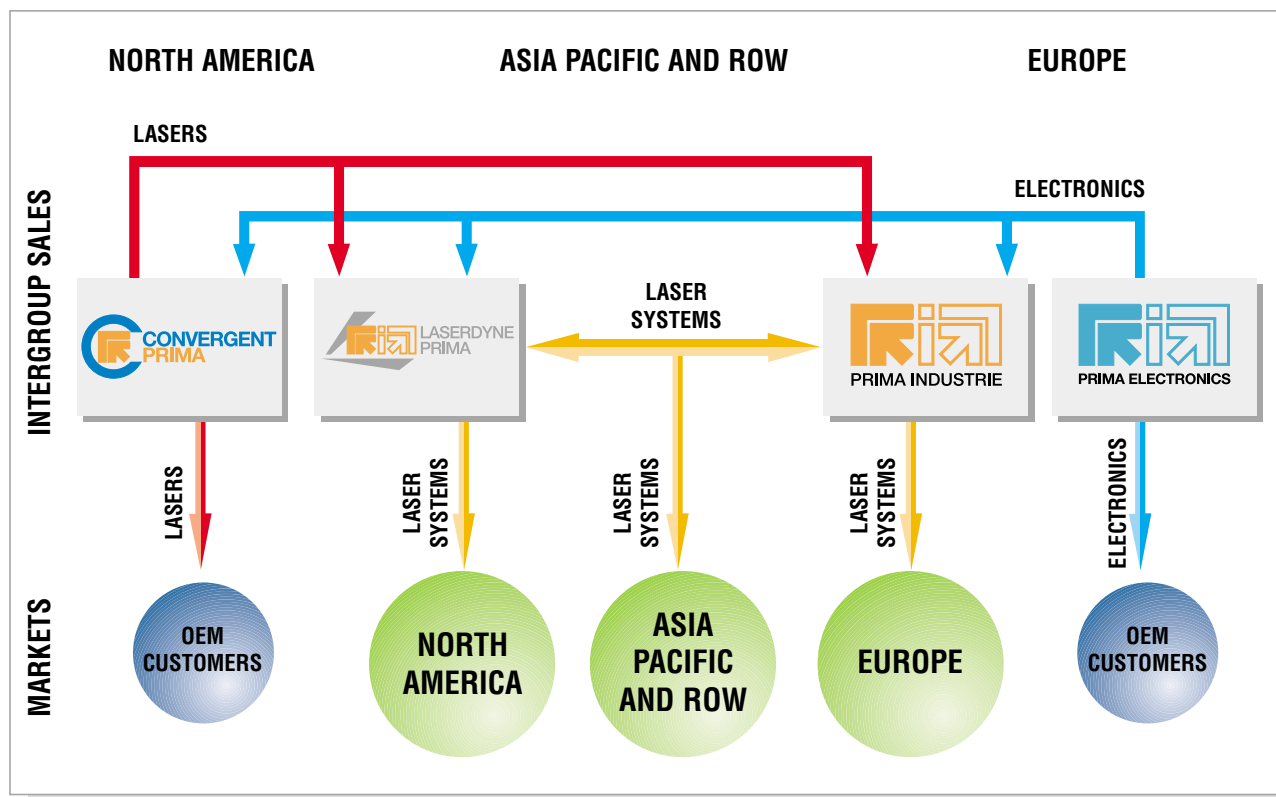 NORTH AMERICA
ASIA PACIFIC AND ROW
EUROPE
INTERGROUP SALES
LASERS
ELECTRONICS
CONVERGENT
PRIMA
LASERDYNE
PRIMA
LASER
SYSTEMS
PRIMA INDUSTRIE
PRIMA ELECTRONICS
LASERS
LASER
SYSTEMS
LASER
SYSTEMS
LASER
SYSTEMS
ELECTRONICS
MARKETS
OEM
CUSTOMERS
NORTH
AMERICA
ASIA
PACIFIC
AND ROW
EUROPE
OEM
CUSTOMERS